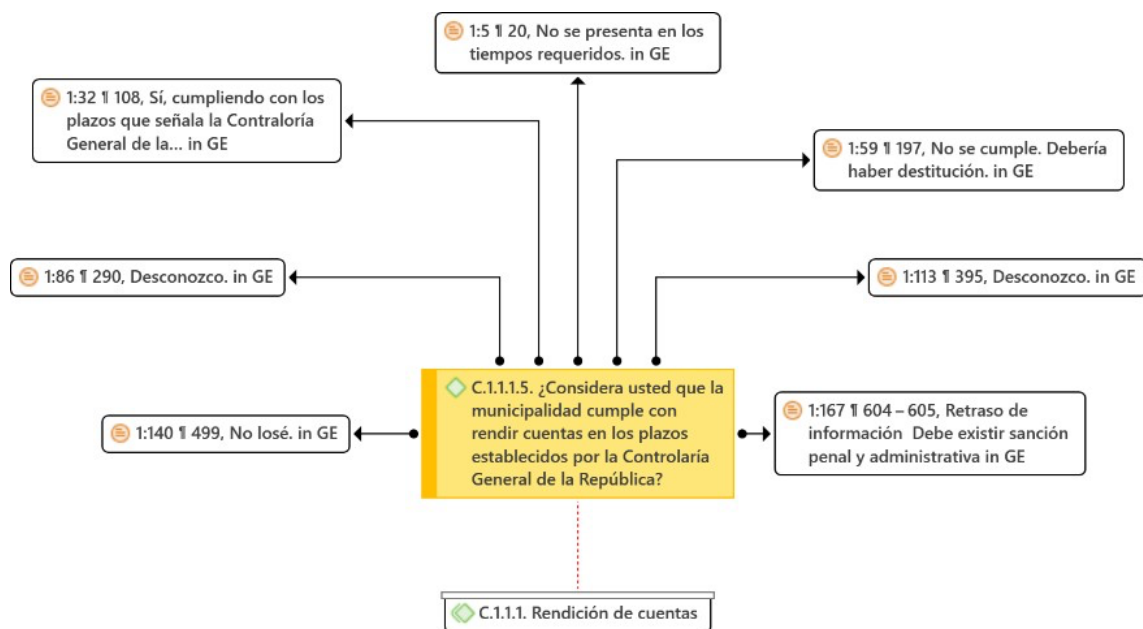 1:5 ¶ 20, No se presenta en los
tiempos requeridos. in GE
1:32 ¶ 108, Sí, cumpliendo con los
plazos que señala la Contraloría
General de la... in GE
1:59 ¶ 197, No se cumple. Debería
haber destitución. in GE
1:86 ¶ 290, Desconozco. in GE
1:113 ¶ 395, Desconozco. in GE
C.1.1.1.5. ¿Considera usted que la
municipalidad cumple con
rendir cuentas en los plazos
establecidos por la Controlaría
General de la República?
1:140 ¶ 499, No losé. in GE
1:167 ¶ 604 – 605, Retraso de
información  Debe existir sanción
penal y administrativa in GE
C.1.1.1. Rendición de cuentas